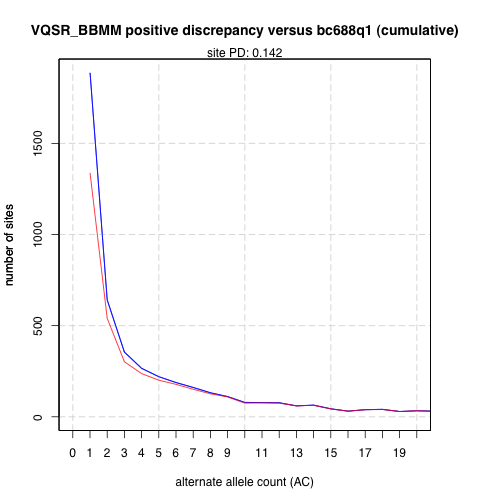 VQSR_BBMM positive discrepancy versus bc688q1 (cumulative)
site PD: 0.142
number of sites
1500
1000
500
0
0 1 2 3 4 5 6 7 8 9 11 13 15 17 19
alternate allele count (AC)